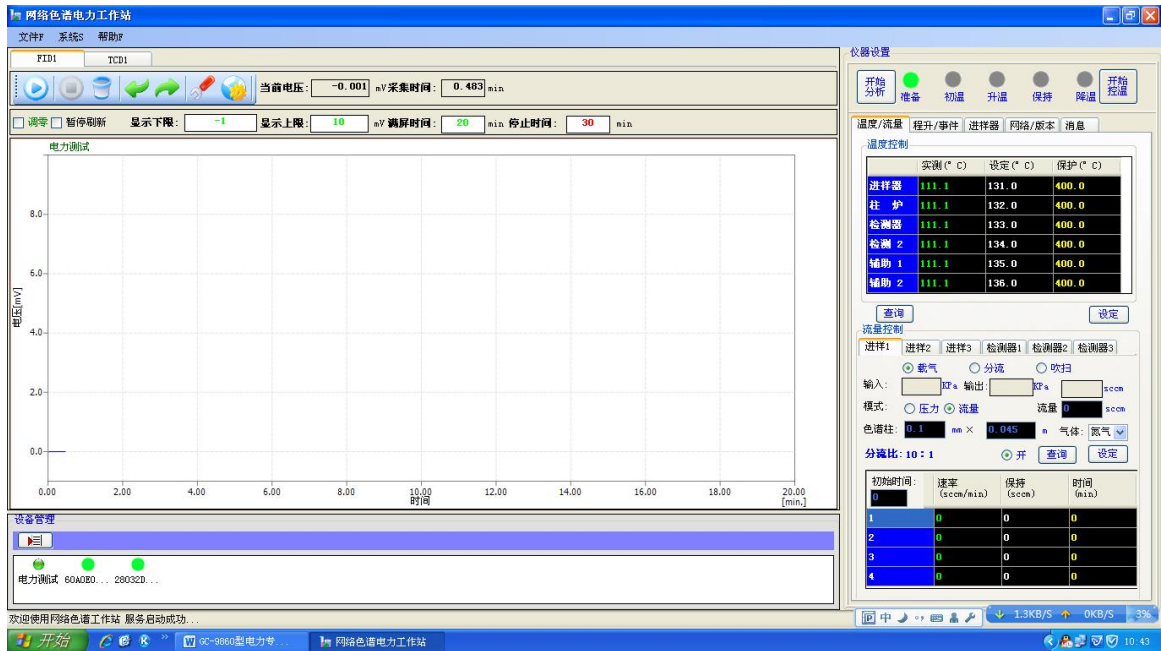 网络色谱电力工作站
文件F 系统S 帮助F
FID1 TCD1
当前电压: -0.001 mV 采集时间: 0.483 min
调零 暂停刷新 显示下限: -1 显示上限: 10 mV 满屏时间: 20 min 停止时间: 30 min
电力测试
8.0
6.0
4.0
2.0
0.0
电压[mV]
0.00 2.00 4.00 6.00 8.00 10.00 12.00 14.00 16.00 18.00 20.00
时间 [min.]
设备管理
电力测试 60A0E0... 28032D...
欢迎使用网络色谱工作站 服务启动成功...
仪器设置
开始分析 准备 初温 升温 保持 降温 开始控温
温度/流量 程升/事件 进样器 网络/版本 消息
温度控制
实测(°C) 设定(°C) 保护(°C)
进样器 111.1 131.0 400.0
柱 炉 111.1 132.0 400.0
检测器 111.1 133.0 400.0
检测 2 111.1 134.0 400.0
辅助 1 111.1 135.0 400.0
辅助 2 111.1 136.0 400.0
查询 设定
流量控制
进样1 进样2 进样3 检测器1 检测器2 检测器3
载气 分流 吹扫
输入: KPa 输出: KPa sccm
模式: 压力 流量 流量 0 sccm
色谱柱: 0.1 mm × 0.045 m 气体: 氮气
分流比: 10 : 1 开 查询 设定
初始时间: 0 速率 (sccm/min) 保持 (sccm) 时间 (min)
1 0 0 0
2 0 0 0
3 0 0 0
4 0 0 0
中 1.3KB/S 0KB/S 3%
开始 GC-9860型电力专... 网络色谱电力工作站 10:43